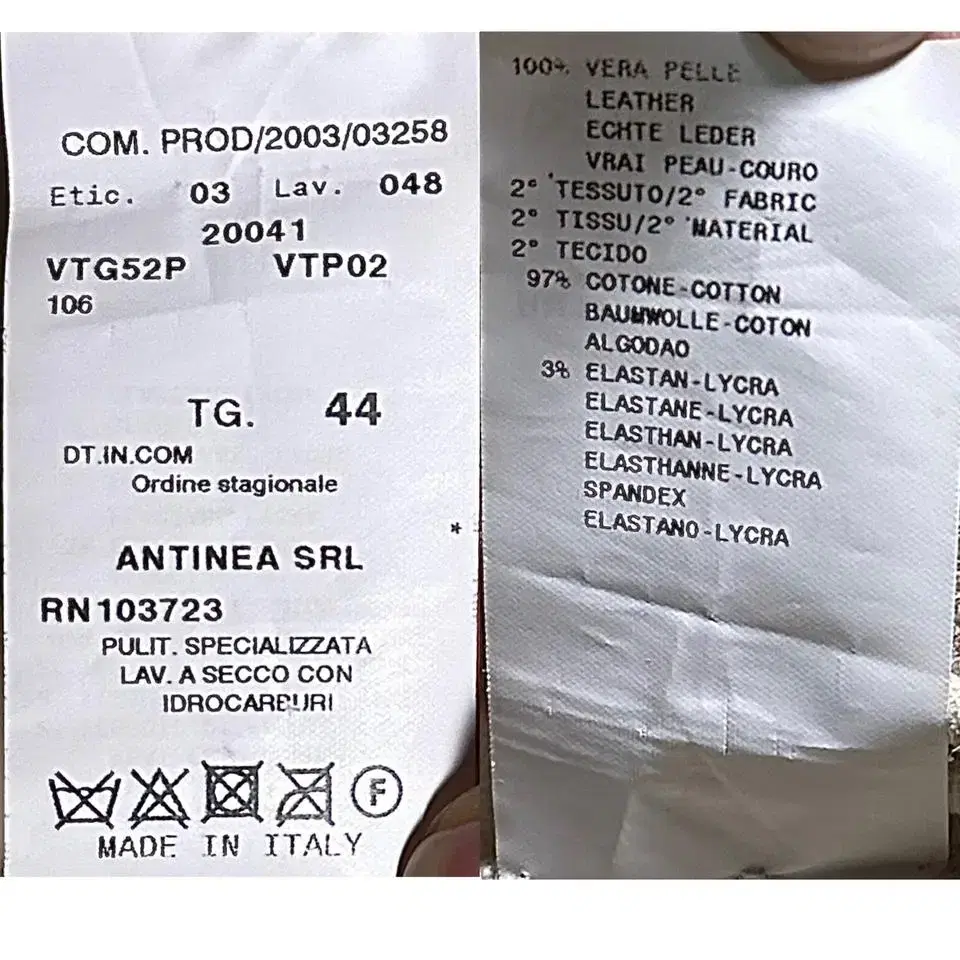 COM. PROD/2003/03258
Etic. 03 Lav. 048
20041
VTG52P VTP02
106
TG. 44
DT.IN.COM
Ordine stagionale
*
ANTINEA SRL
RN103723
PULIT. SPECIALIZZATA
LAV. A SECCO CON
IDROCARBURI
F
MADE IN ITALY
100% VERA PELLE
LEATHER
ECHTE LEDER
VRAI PEAU-COURO
2° TESSUTO/2° FABRIC
2° TISSU/2° MATERIAL
2° TECIDO
97% COTONE-COTTON
BAUMWOLLE-COTON
ALGODAO
3% ELASTAN-LYCRA
ELASTANE-LYCRA
ELASTHAN-LYCRA
ELASTHANNE-LYCRA
SPANDEX
ELASTANO-LYCRA